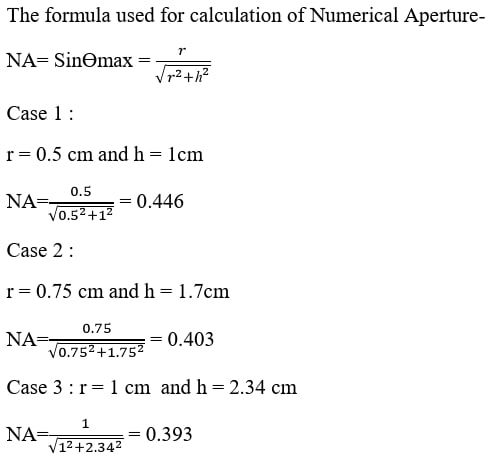 The formula used for calculation of Numerical Aperture-
NA= SinΘmax = r/√(r²+h²)
Case 1 :
r = 0.5 cm and h = 1cm
NA= 0.5/√(0.5²+1²) = 0.446
Case 2 :
r = 0.75 cm and h = 1.7cm
NA= 0.75/√(0.75²+1.75²) = 0.403
Case 3 : r = 1 cm and h = 2.34 cm
NA= 1/√(1²+2.34²) = 0.393